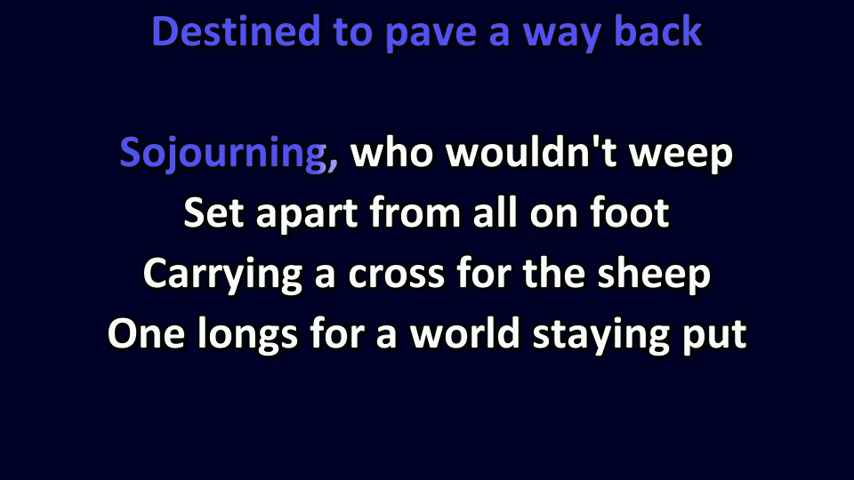 Destined to pave a way back
Sojourning, who wouldn't weep
Set apart from all on foot
Carrying a cross for the sheep
One longs for a world staying put